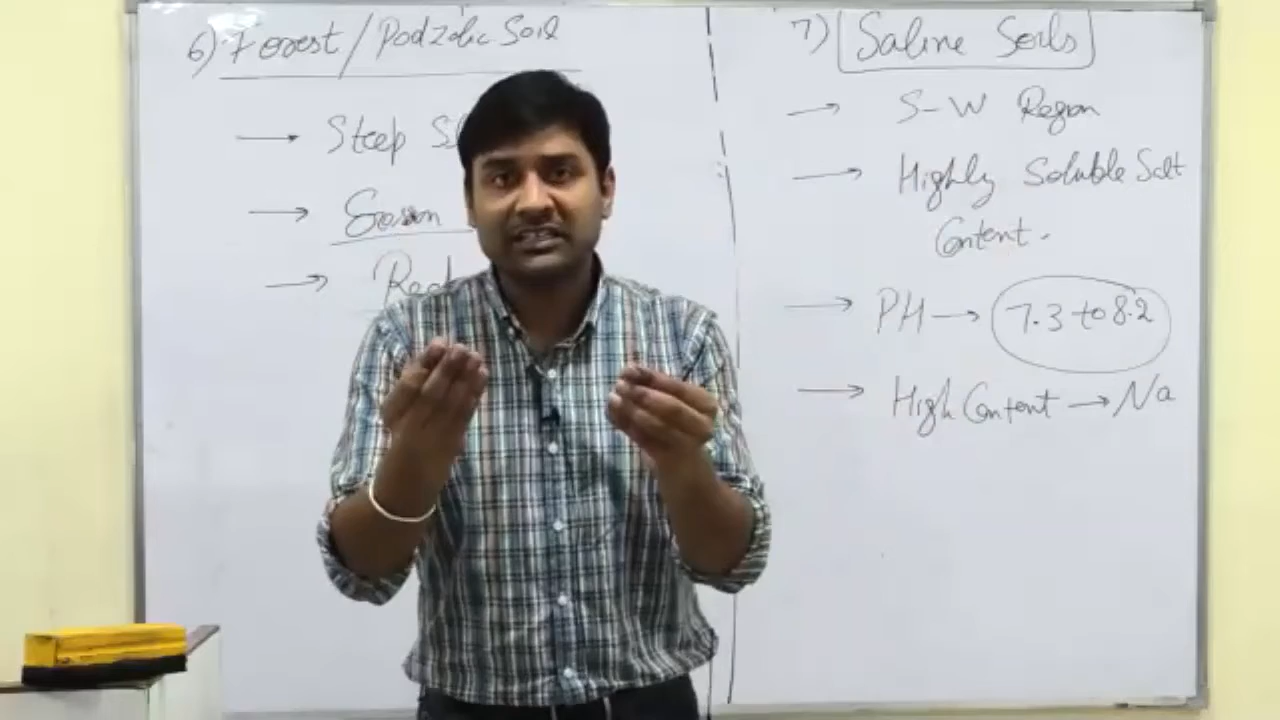 6) Forest / Podzolic Soil
→ Steep
→ Erosion
→
7) Saline Soils
→ S-W Region
→ Highly Soluble Salt
Content.
→ PH → 7.3 to 8.2
→ High Content → Na